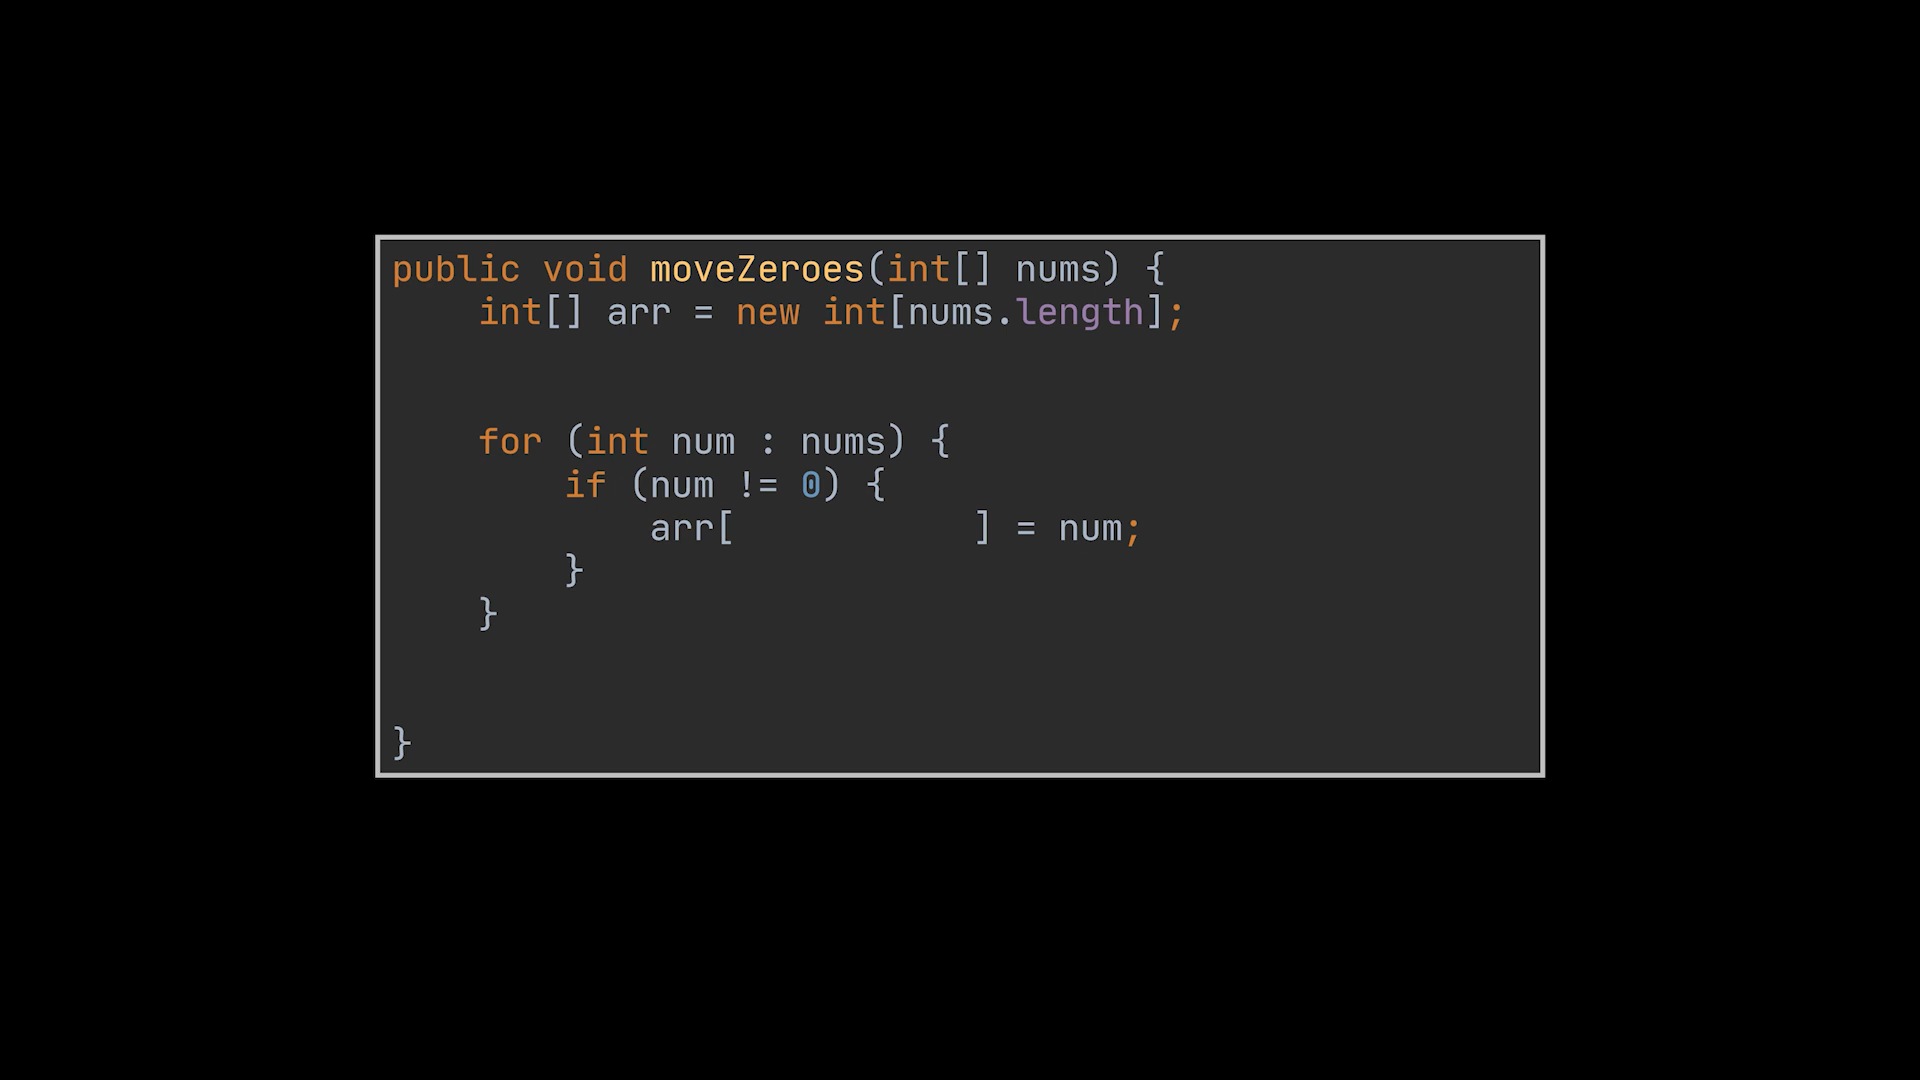 public void moveZeroes(int[] nums) {
    int[] arr = new int[nums.length];
    for (int num : nums) {
        if (num != 0) {
            arr[           ] = num;
        }
    }
}